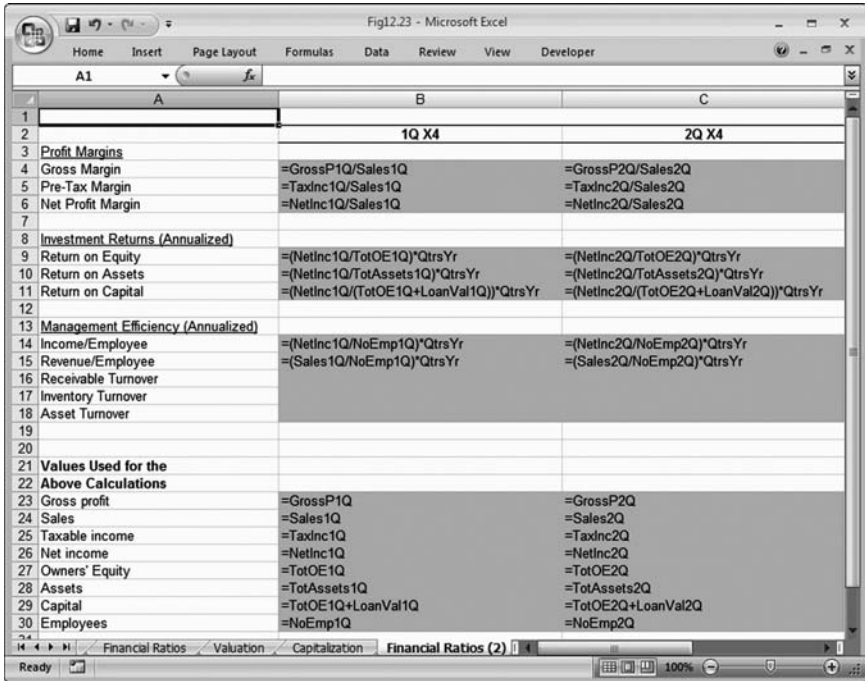 Fig12.23 - Microsoft Excel
Home Insert Page Layout Formulas Data Review View Developer
A1 fx
A B C
1
2 1Q X4 2Q X4
3 Profit Margins
4 Gross Margin =GrossP1Q/Sales1Q =GrossP2Q/Sales2Q
5 Pre-Tax Margin =TaxInc1Q/Sales1Q =TaxInc2Q/Sales2Q
6 Net Profit Margin =NetInc1Q/Sales1Q =NetInc2Q/Sales2Q
7
8 Investment Returns (Annualized)
9 Return on Equity =(NetInc1Q/TotOE1Q)*QtrsYr =(NetInc2Q/TotOE2Q)*QtrsYr
10 Return on Assets =(NetInc1Q/TotAssets1Q)*QtrsYr =(NetInc2Q/TotAssets2Q)*QtrsYr
11 Return on Capital =(NetInc1Q/(TotOE1Q+LoanVal1Q))*QtrsYr =(NetInc2Q/(TotOE2Q+LoanVal2Q))*QtrsYr
12
13 Management Efficiency (Annualized)
14 Income/Employee =(NetInc1Q/NoEmp1Q)*QtrsYr =(NetInc2Q/NoEmp2Q)*QtrsYr
15 Revenue/Employee =(Sales1Q/NoEmp1Q)*QtrsYr =(Sales2Q/NoEmp2Q)*QtrsYr
16 Receivable Turnover
17 Inventory Turnover
18 Asset Turnover
19
20
21 Values Used for the
22 Above Calculations
23 Gross profit =GrossP1Q =GrossP2Q
24 Sales =Sales1Q =Sales2Q
25 Taxable income =TaxInc1Q =TaxInc2Q
26 Net income =NetInc1Q =NetInc2Q
27 Owners' Equity =TotOE1Q =TotOE2Q
28 Assets =TotAssets1Q =TotAssets2Q
29 Capital =TotOE1Q+LoanVal1Q =TotOE2Q+LoanVal2Q
30 Employees =NoEmp1Q =NoEmp2Q
Financial Ratios Valuation Capitalization Financial Ratios (2)
Ready 100%